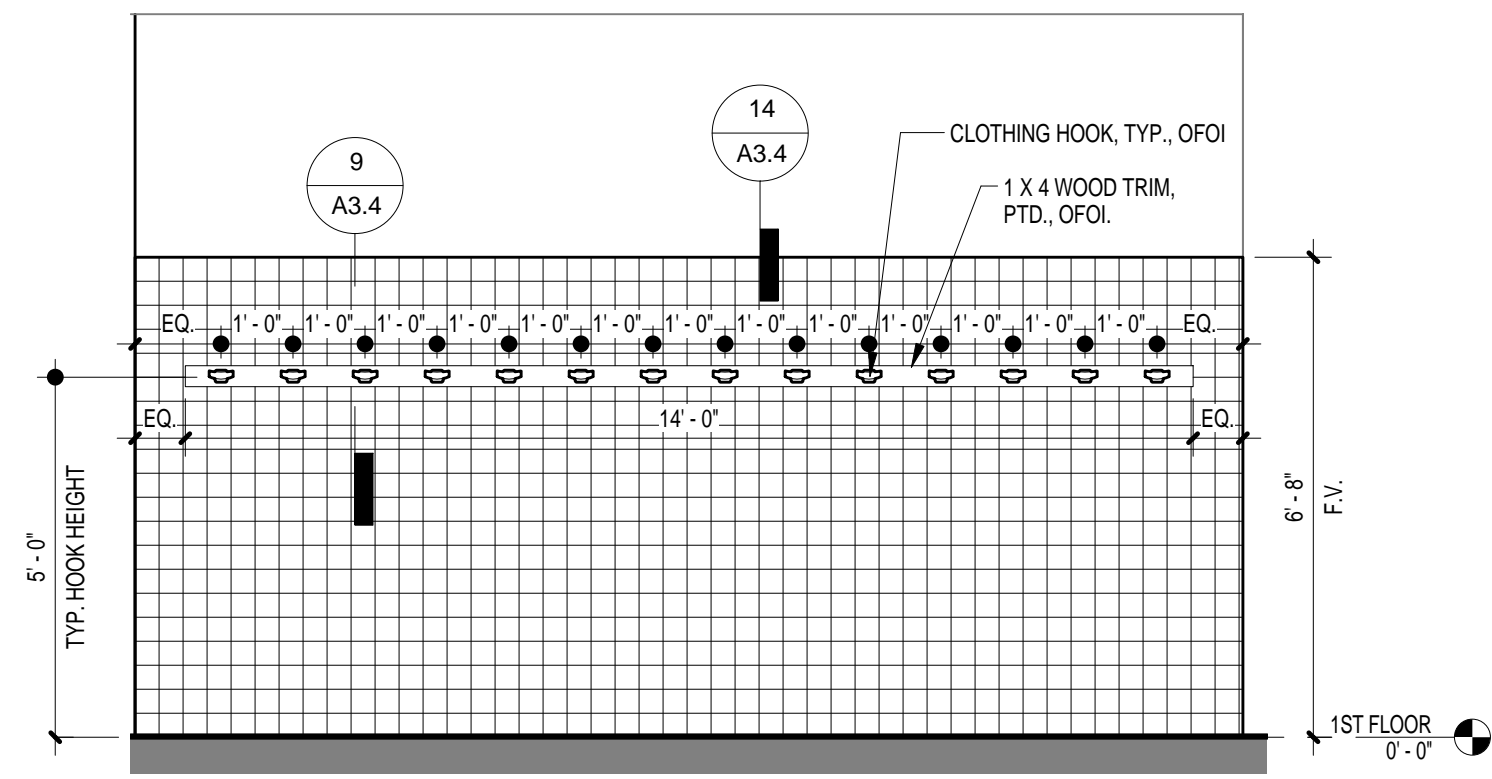 14
A3.4
CLOTHING HOOK, TYP., OFOI
9
A3.4
1 X 4 WOOD TRIM,
PTD., OFOI.
EQ. 1' - 0" 1' - 0" 1' - 0" 1' - 0" 1' - 0" 1' - 0" 1' - 0" 1' - 0" 1' - 0" 1' - 0" 1' - 0" 1' - 0" 1' - 0" EQ.
EQ. 14' - 0" EQ.
5' - 0"
TYP. HOOK HEIGHT
6' - 8"
F.V.
1ST FLOOR
0' - 0"